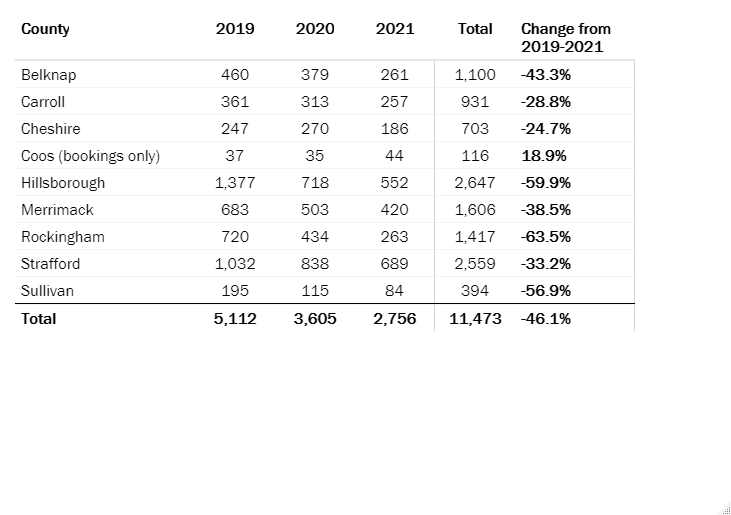 County 2019 2020 2021 Total Change from
2019-2021
Belknap 460 379 261 1,100 -43.3%
Carroll 361 313 257 931 -28.8%
Cheshire 247 270 186 703 -24.7%
Coos (bookings only) 37 35 44 116 18.9%
Hillsborough 1,377 718 552 2,647 -59.9%
Merrimack 683 503 420 1,606 -38.5%
Rockingham 720 434 263 1,417 -63.5%
Strafford 1,032 838 689 2,559 -33.2%
Sullivan 195 115 84 394 -56.9%
Total 5,112 3,605 2,756 11,473 -46.1%